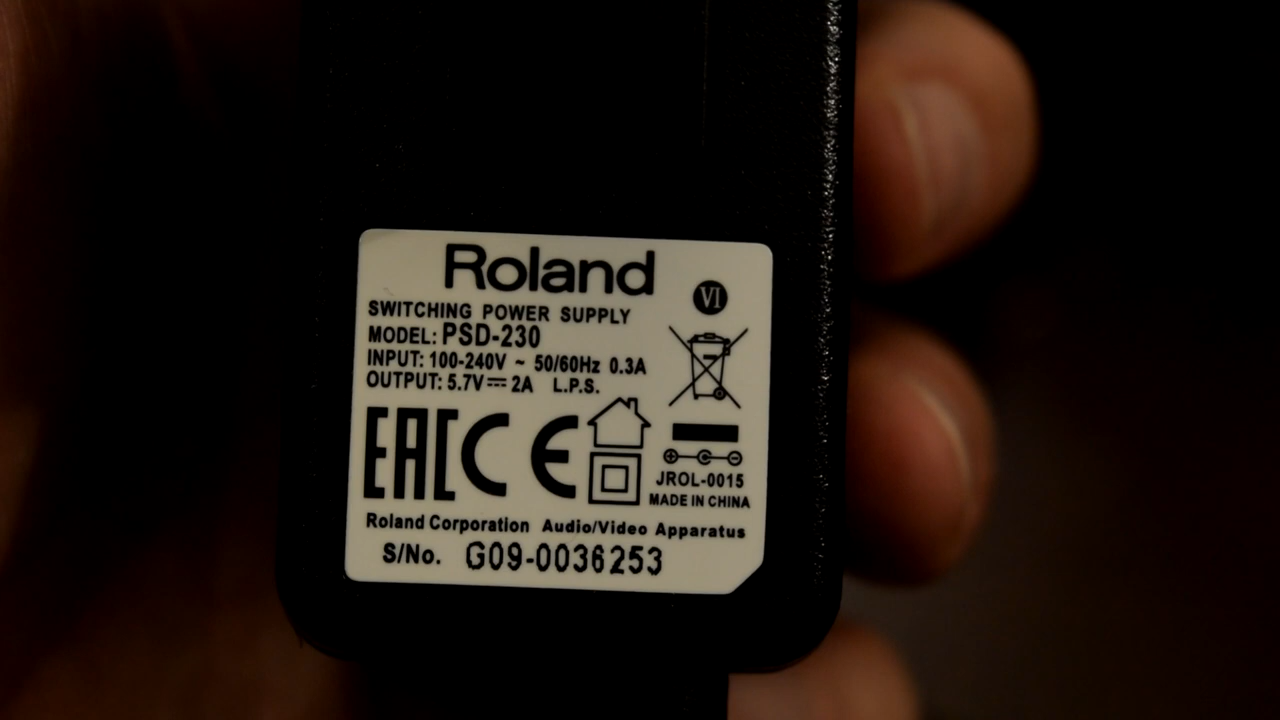 Roland
VI
SWITCHING POWER SUPPLY
MODEL: PSD-230
INPUT: 100-240V ~ 50/60Hz 0.3A
OUTPUT: 5.7V⎓2A L.P.S.
EAC CE
JROL-0015
MADE IN CHINA
Roland Corporation Audio/Video Apparatus
S/No. G09-0036253